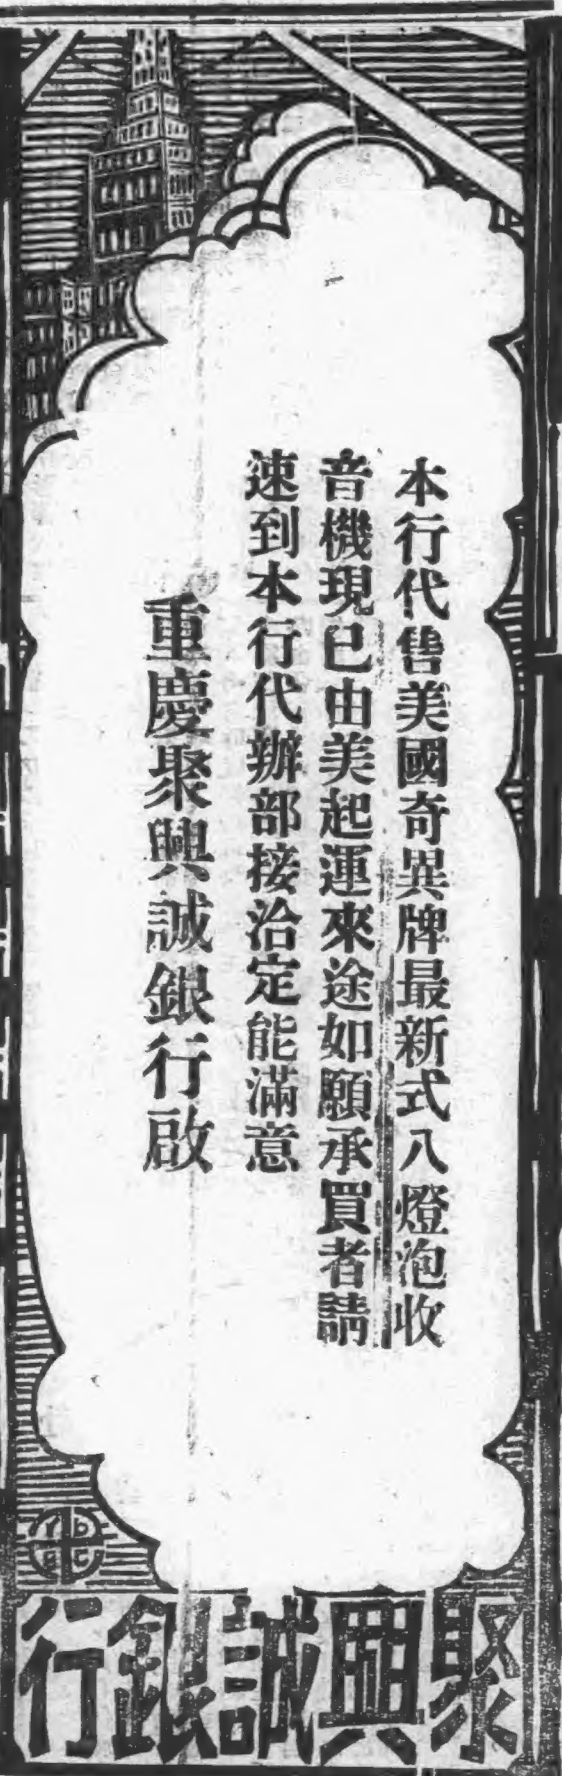 本行代售美國奇異牌最新式八燈泡收
音機現已由美起運來途如願承買者請
速到本行代辦部接洽定能滿意
重慶聚興誠銀行啟
聚興誠銀行